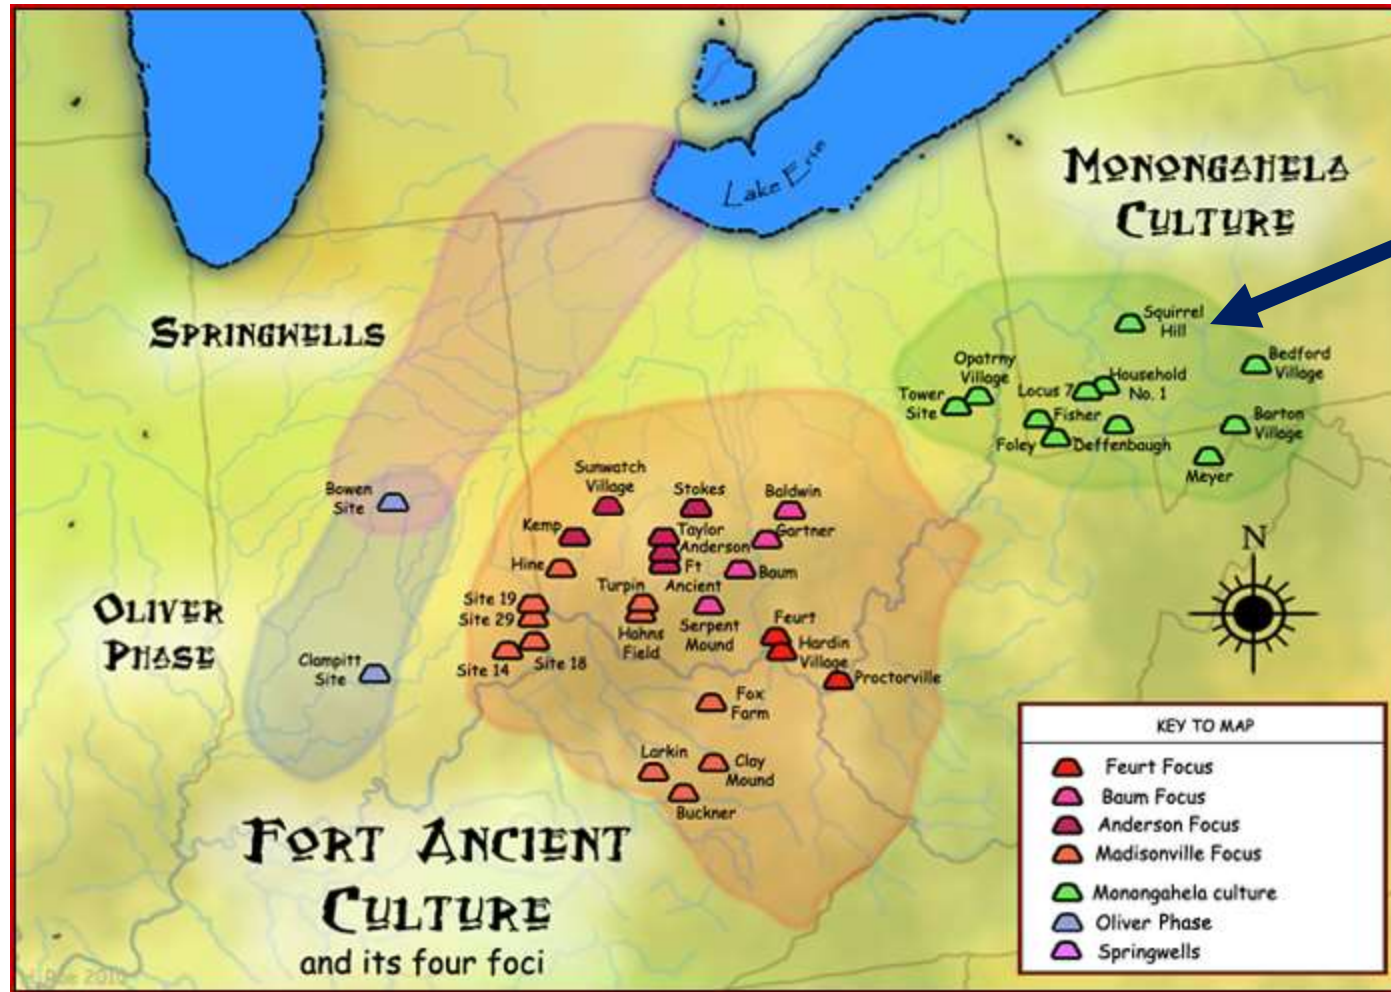 Lake Erie
MONONGAHELA
CULTURE
SPRINGWELLS
Squirrel
Hill
Bedford
Village
Opatrny
Village
Tower
Site
Locus 7
Household
No. 1
Fisher
Foley
Deffenbaugh
Barton
Village
Meyer
Bowen
Site
OLIVER
PHASE
Clampitt
Site
Sunwatch
Village
Stokes
Baldwin
Kemp
Taylor
Anderson
Gartner
Hine
Ft
Ancient
Baum
Turpin
Site 19
Site 29
Hahns
Field
Serpent
Mound
Feurt
Hardin
Village
Site 14
Site 18
Proctorville
Fox
Farm
Larkin
Clay
Mound
Buckner
N
FORT ANCIENT
CULTURE
and its four foci
KEY TO MAP
Feurt Focus
Baum Focus
Anderson Focus
Madisonville Focus
Monongahela culture
Oliver Phase
Springwells